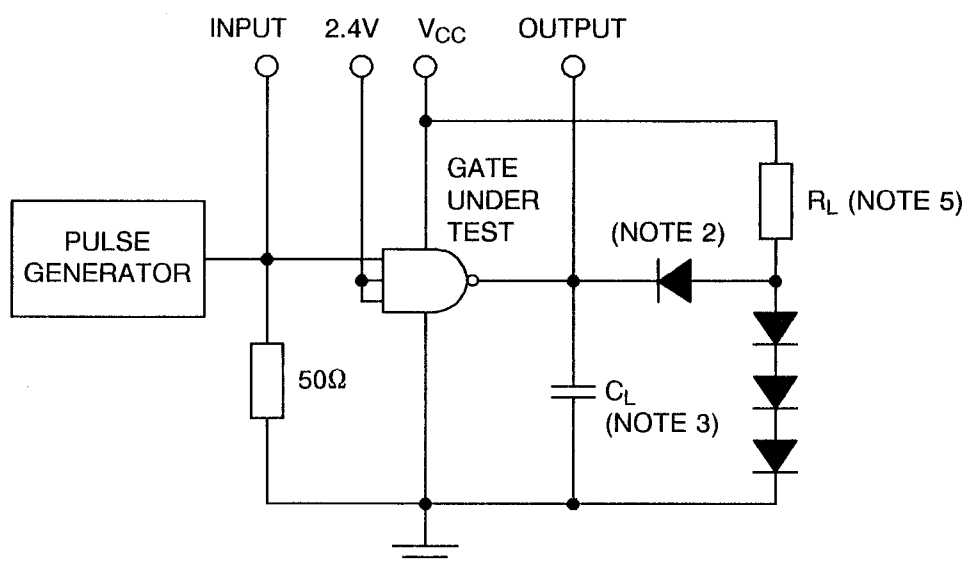 INPUT
2.4V
VCC
OUTPUT
GATE
UNDER
TEST
RL (NOTE 5)
(NOTE 2)
PULSE
GENERATOR
50Ω
CL
(NOTE 3)